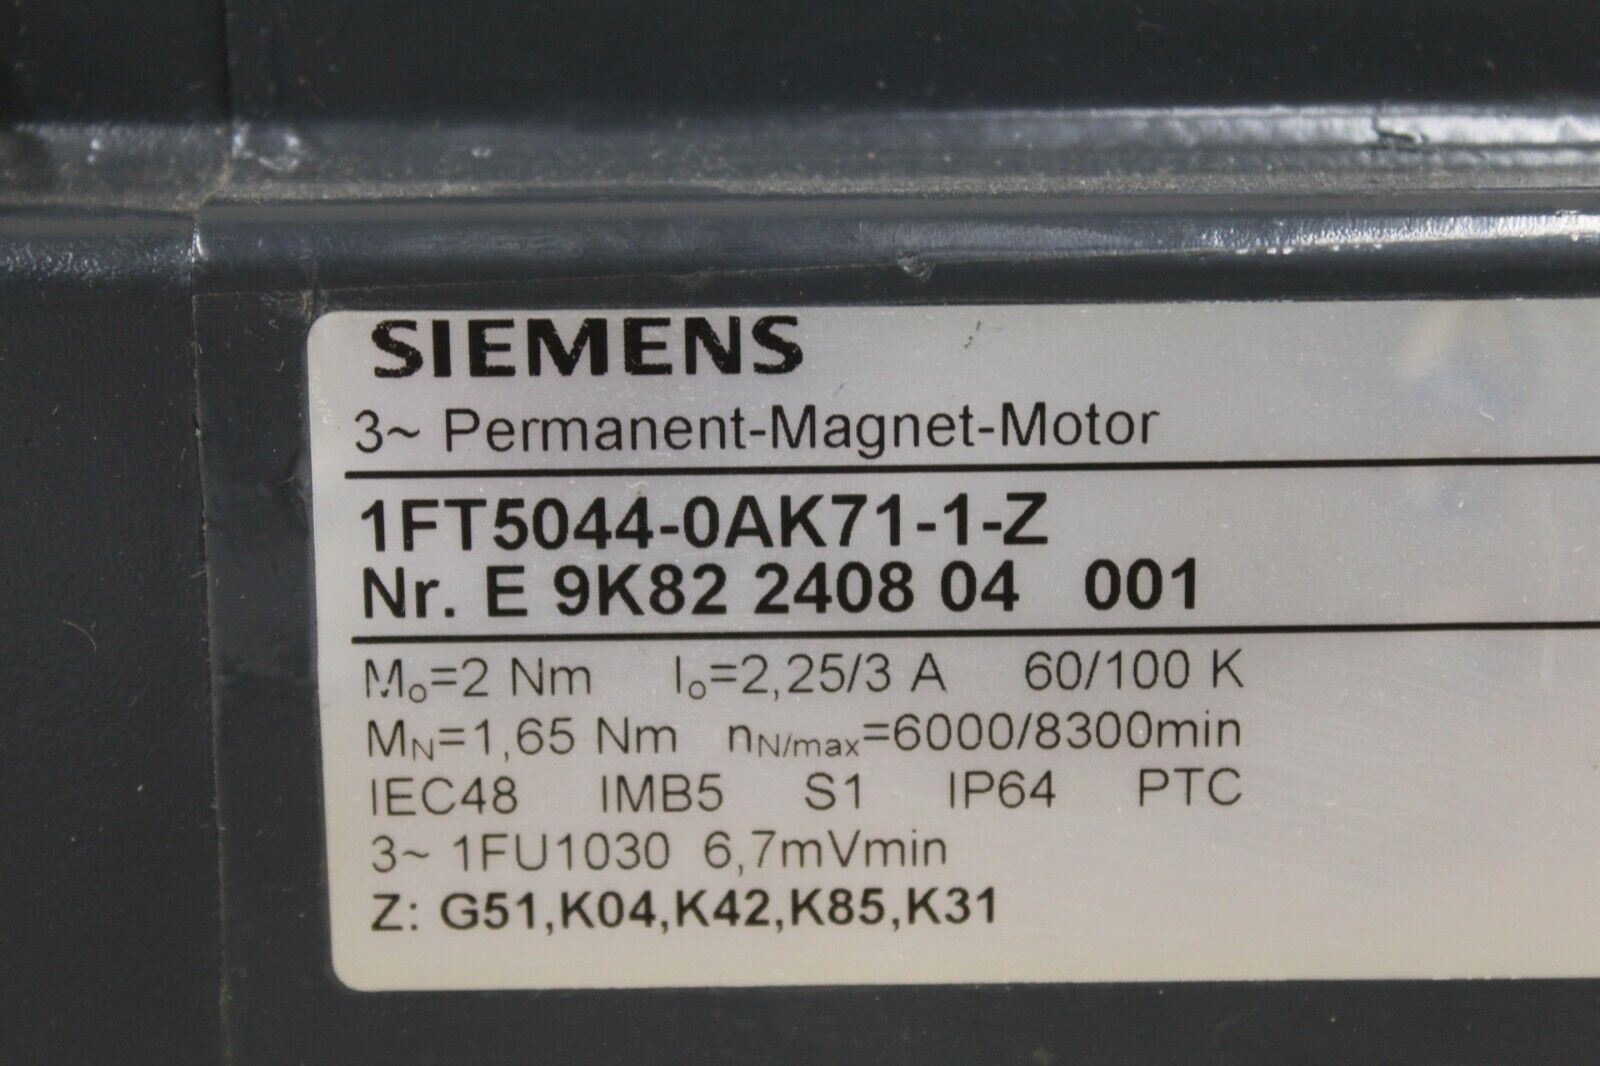 SIEMENS
3~ Permanent-Magnet-Motor
1FT5044-0AK71-1-Z
Nr. E 9K82 2408 04 001
Mo=2 Nm Io=2,25/3 A 60/100 K
MN=1,65 Nm nN/max=6000/8300min
IEC48 IMB5 S1 IP64 PTC
3~ 1FU1030 6,7mVmin
Z: G51,K04,K42,K85,K31